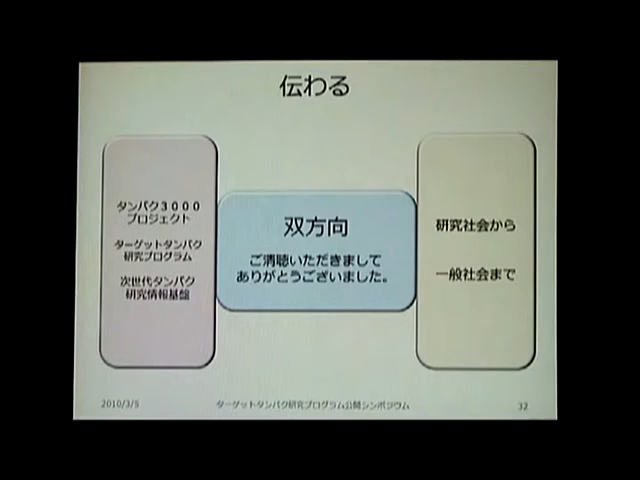 伝わる
タンパク３０００
プロジェクト
ターゲットタンパク
研究プログラム
次世代タンパク
研究情報基盤
双方向
ご清聴いただきまして
ありがとうございました。
研究社会から
一般社会まで
2010/3/5
ターゲットタンパク研究プログラム公開シンポジウム
32